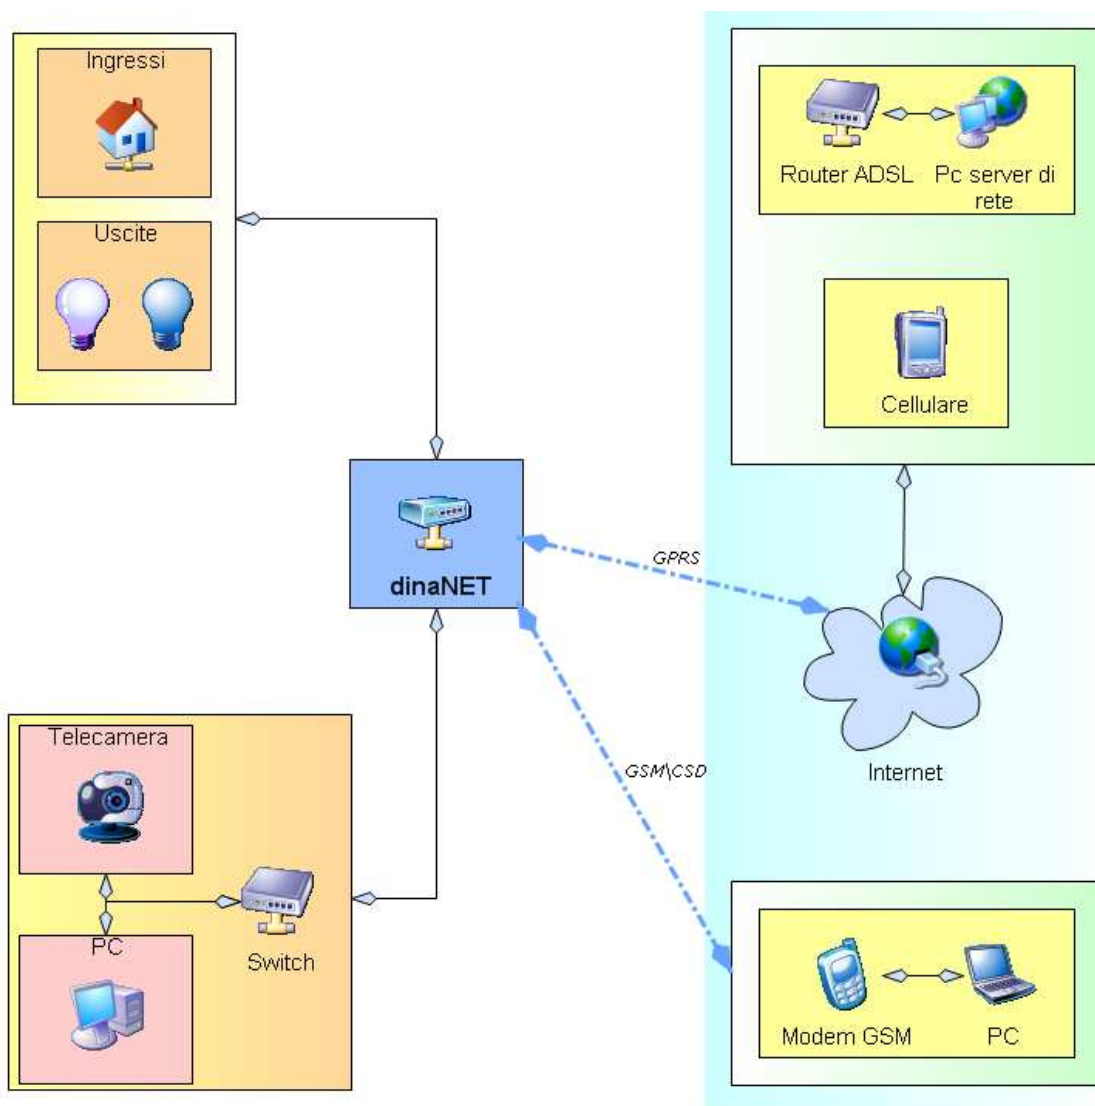 Ingressi
Uscite
Router ADSL
Pc server di
rete
Cellulare
dinaNET
GPRS
GSM\CSD
Internet
Telecamera
PC
Switch
Modem GSM
PC